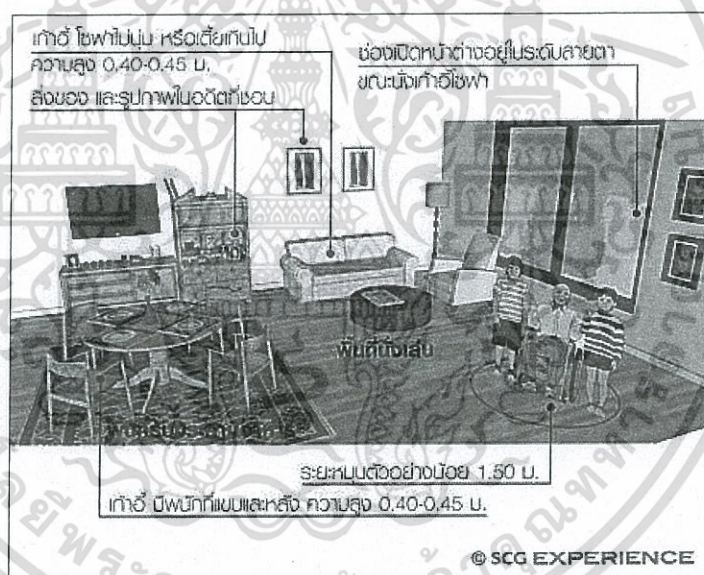 เก้าอี้ โซฟาไม่นุ่ม หรือเตี้ยเกินไป
ความสูง 0.40-0.45 ม.
สิ่งของ และรูปภาพในอดีตที่ชอบ
ช่องเปิดหน้าต่างอยู่ในระดับสายตา
ขณะนั่งเก้าอี้โซฟา
พื้นที่นั่งเล่น
ระยะหมุนตัวอย่างน้อย 1.50 ม.
เก้าอี้ มีพนักที่แขนและหลัง ความสูง 0.40-0.45 ม.
© SCG EXPERIENCE